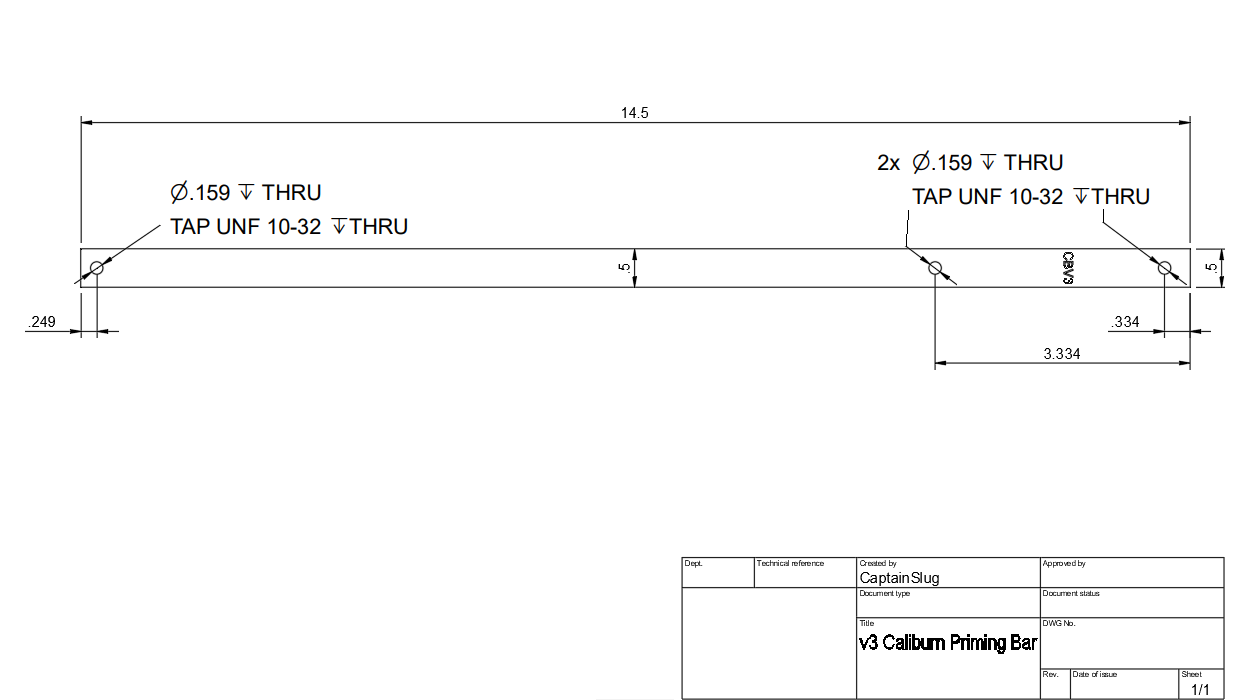 14.5
2x ∅.159 ↧ THRU
TAP UNF 10-32 ↧THRU
∅.159 ↧ THRU
TAP UNF 10-32 ↧THRU
.5
CBV3
.5
.249
.334
3.334
Dept.
Technical reference
Created by
CaptainSlug
Approved by
Document type
Document status
Title
v3 Caliburn Priming Bar
DWG No.
Rev.
Date of issue
Sheet
1/1